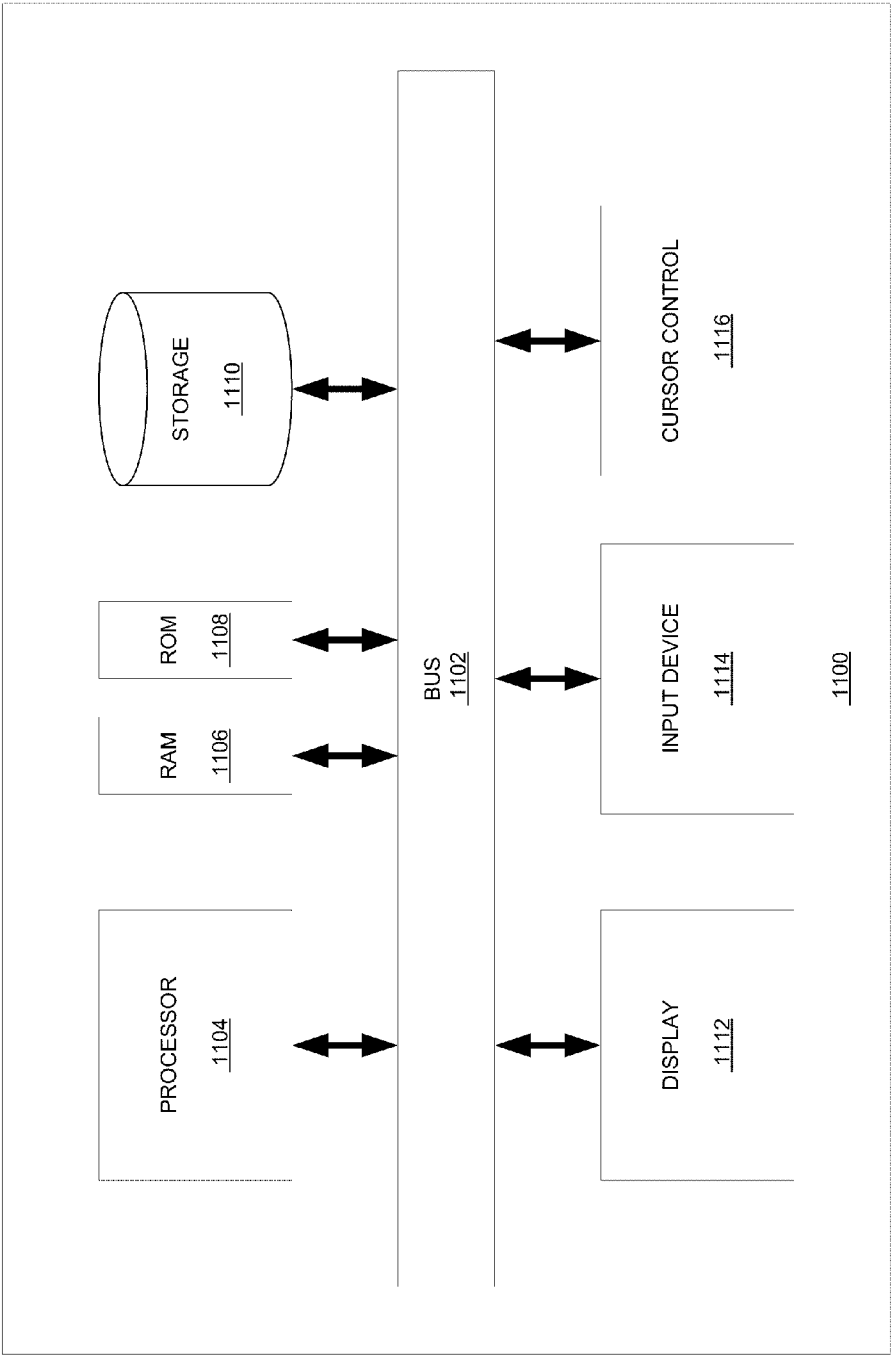 PROCESSOR
1104
RAM
1106
ROM
1108
STORAGE
1110
BUS
1102
DISPLAY
1112
INPUT DEVICE
1114
CURSOR CONTROL
1116
1100